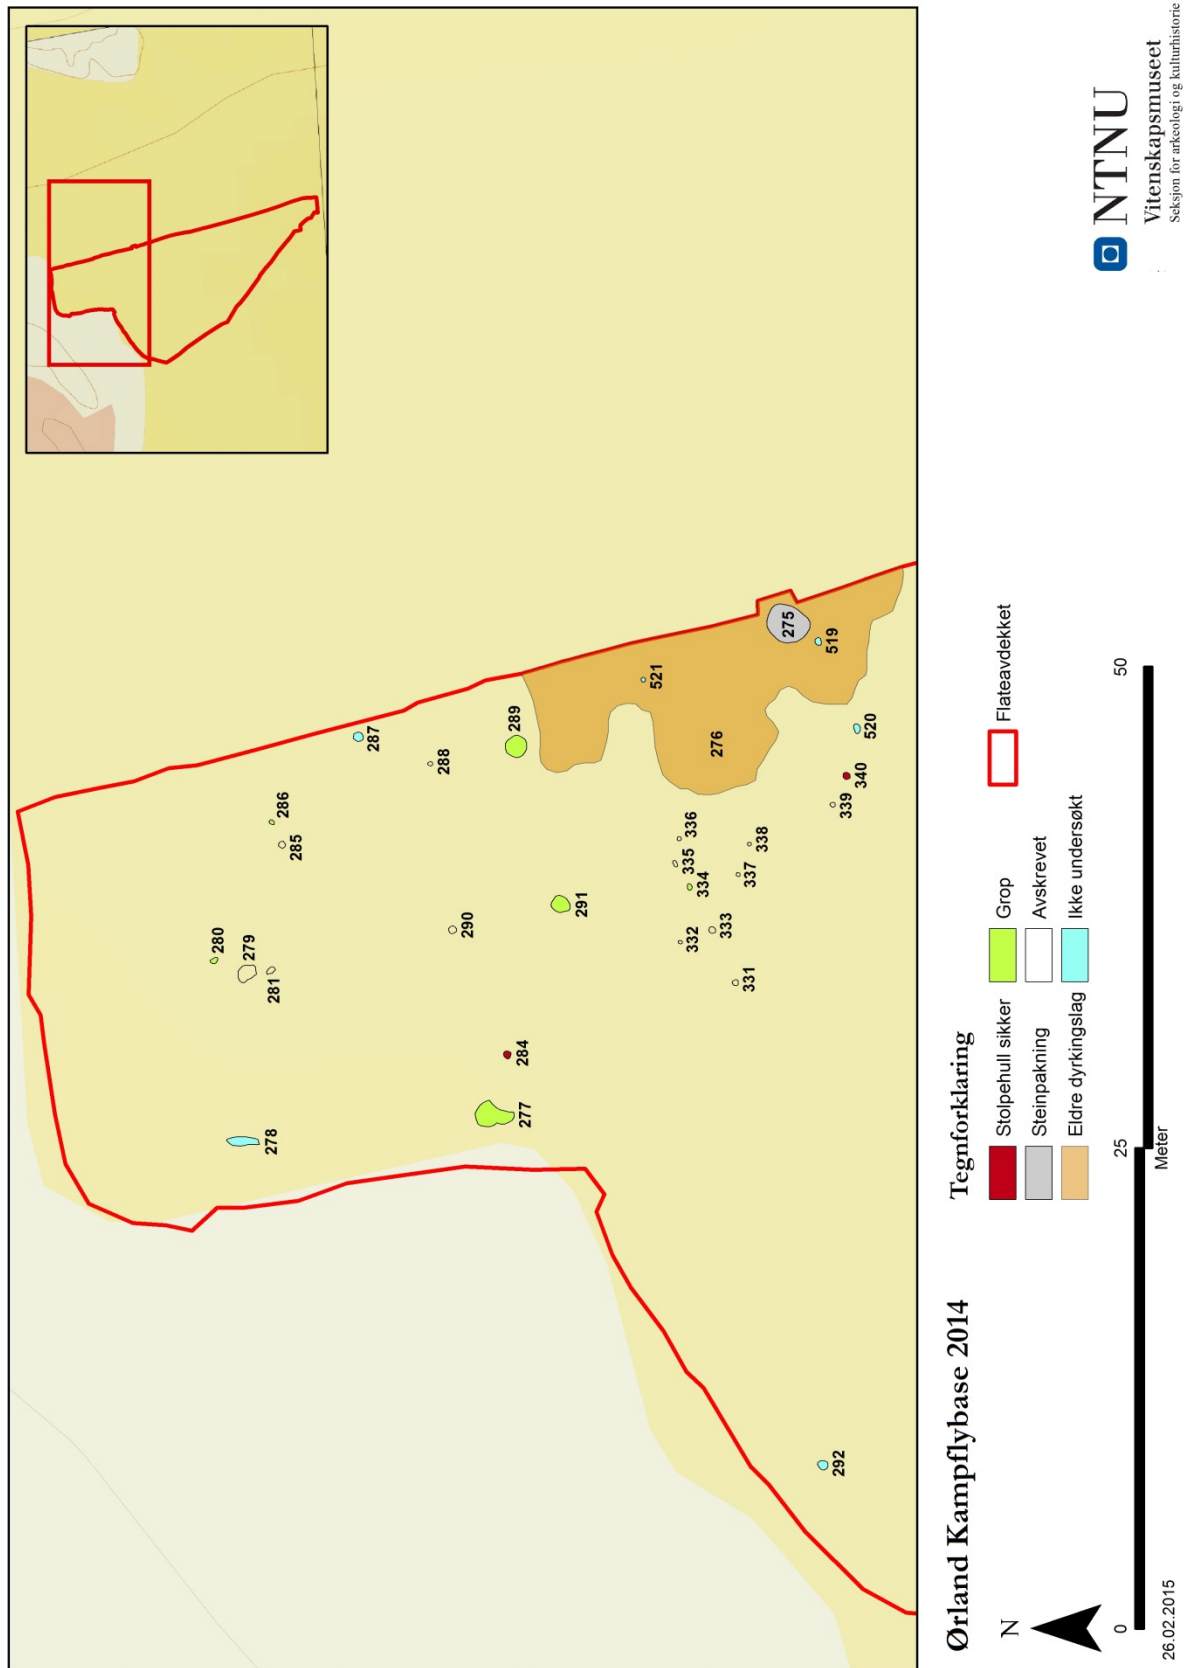 280
279
281
286
285
278
287
288
290
284
277
289
291
521
276
275
519
520
340
339
336
335
334
338
337
332
333
331
292
Ørland Kampflybase 2014
N
Tegnforklaring
Stolpehull sikker
Grop
Flateavdekket
Steinpakning
Avskrevet
Eldre dyrkingslag
Ikke undersøkt
0 25 50
Meter
26.02.2015
NTNU
Vitenskapsmuseet
Seksjon for arkeologi og kulturhistorie